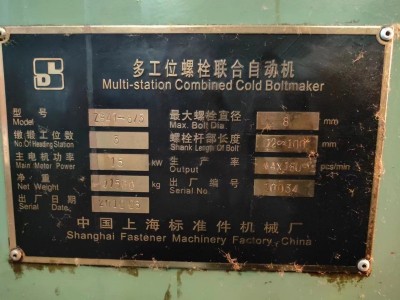 多工位螺栓联合自动机
Multi-station Combined Cold Boltmaker
型号
Model
镦锻工位数
No. Of Heading Station
主电机功率
Main Motor Power
kW
净重
Net Weight
kg
出厂日期
Serial Date
最大螺栓直径
Max. Bolt Dia.
8 mm
螺栓杆部长度
Shank Length Of Bolt
mm
生产率
Output Rate
pcs/min
出厂编号
Serial No.
0034
中国上海标准件机械厂
Shanghai Fastener Machinery Factory, China